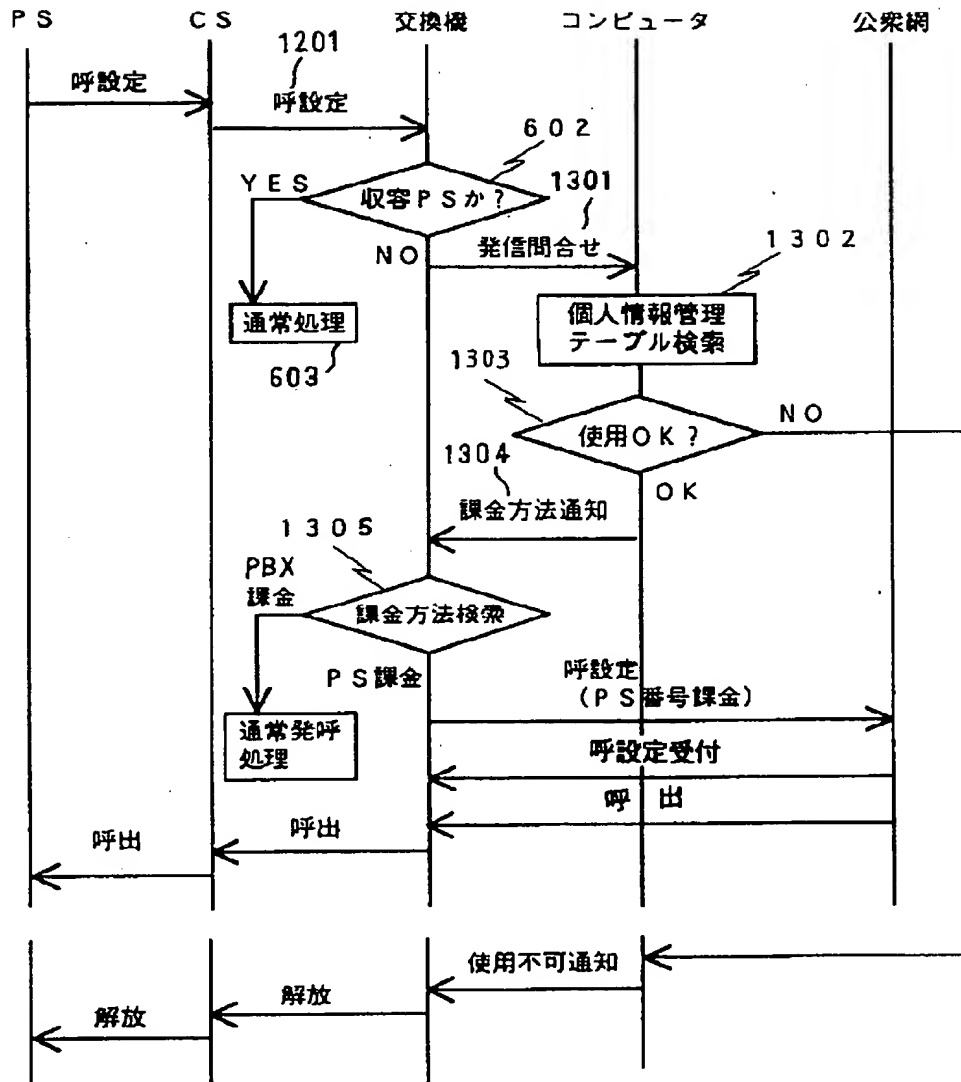 PS CS 交換機 コンピュータ 公衆網
1201
呼設定
呼設定
602
YES
収容PSか?
1301
NO
発信問合せ
1302
通常処理
603
個人情報管理
テーブル検索
1303
使用OK?
NO
1304
OK
課金方法通知
1305
PBX
課金
課金方法検索
PS課金
呼設定
(PS番号課金)
通常発呼
処理
呼設定受付
呼 出
呼出
呼出
使用不可通知
解放
解放